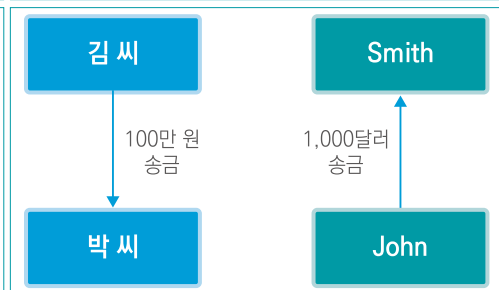 김 씨
Smith
100만 원
송금
1,000달러
송금
박 씨
John